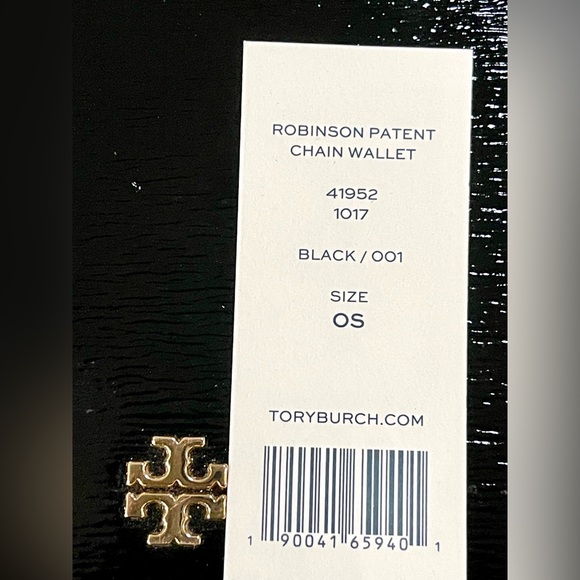 ROBINSON PATENT
CHAIN WALLET
41952
1017
BLACK / 001
SIZE
OS
TORYBURCH.COM
1 90041 65940 1